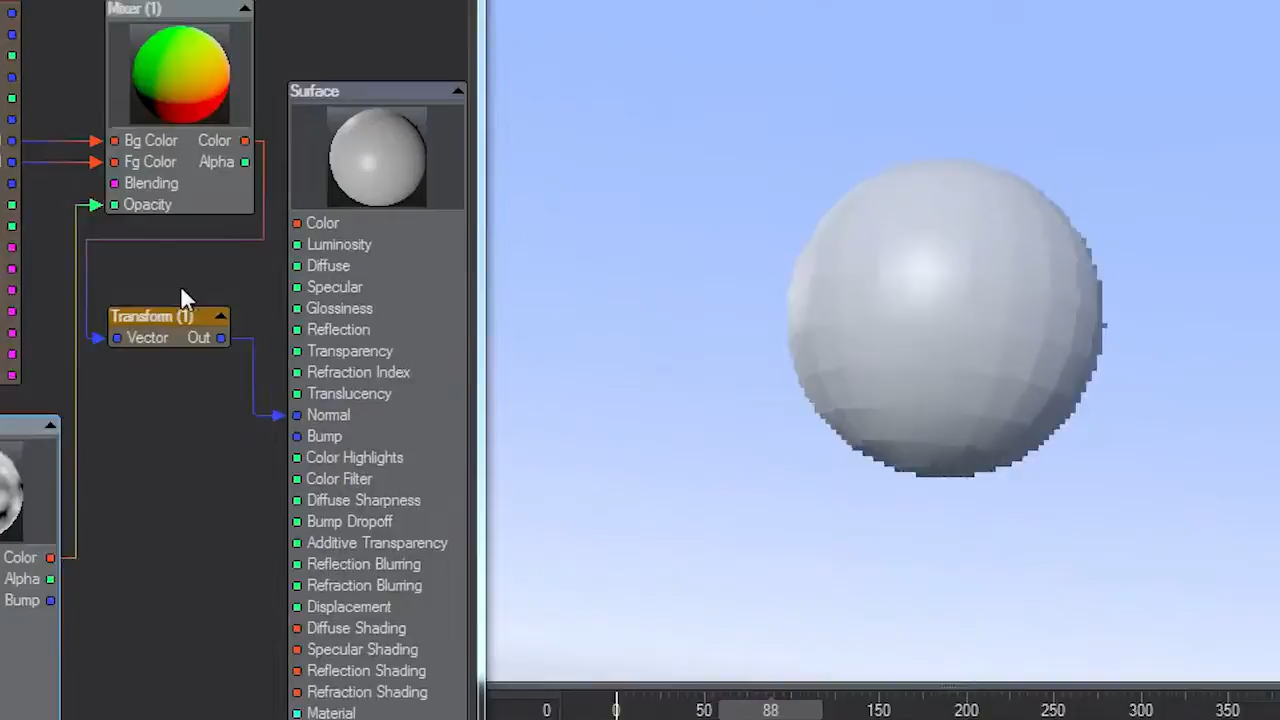 Mixer (1)
Bg Color Color
Fg Color Alpha
Blending
Opacity
Transform (1)
Vector Out
Color
Alpha
Bump
Surface
Color
Luminosity
Diffuse
Specular
Glossiness
Reflection
Transparency
Refraction Index
Translucency
Normal
Bump
Color Highlights
Color Filter
Diffuse Sharpness
Bump Dropoff
Additive Transparency
Reflection Blurring
Refraction Blurring
Displacement
Diffuse Shading
Specular Shading
Reflection Shading
Refraction Shading
Material
0 0 50 88 150 200 250 300 350